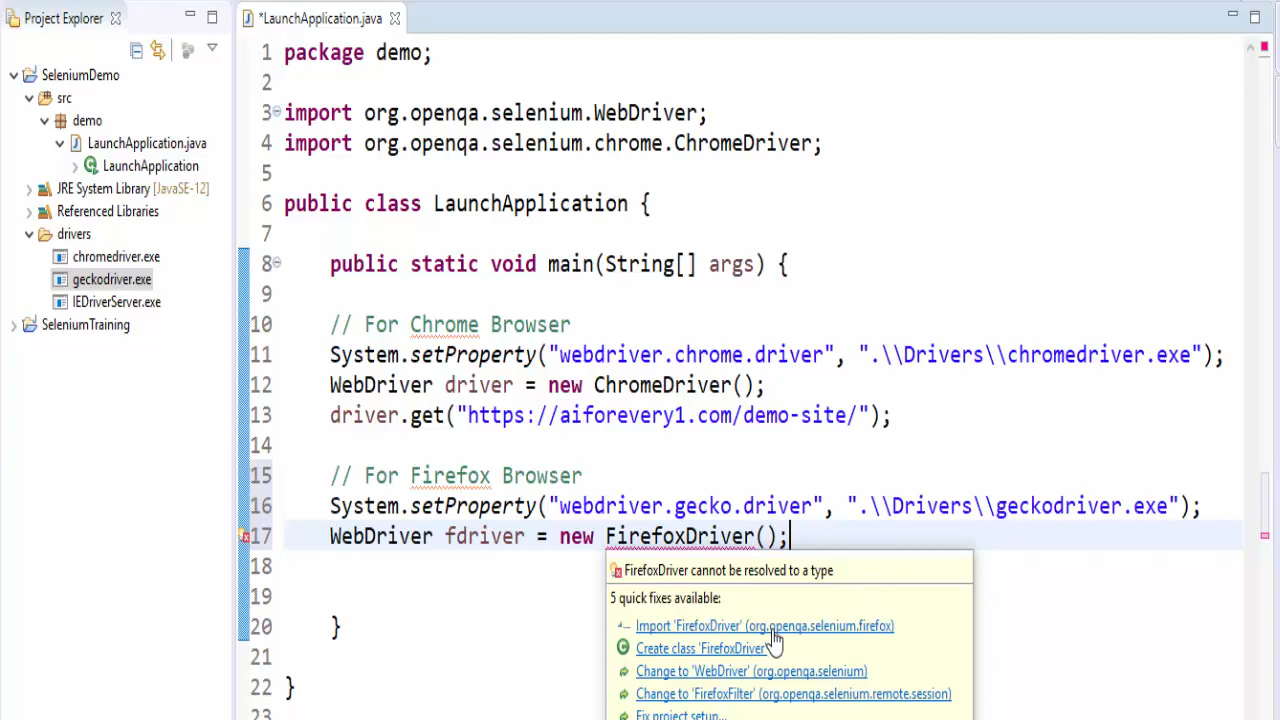 Project Explorer
SeleniumDemo
src
demo
LaunchApplication.java
LaunchApplication
JRE System Library [JavaSE-12]
Referenced Libraries
drivers
chromedriver.exe
geckodriver.exe
IEDriverServer.exe
SeleniumTraining
*LaunchApplication.java
1 package demo;
2
3 import org.openqa.selenium.WebDriver;
4 import org.openqa.selenium.chrome.ChromeDriver;
5
6 public class LaunchApplication {
7
8 public static void main(String[] args) {
9
10 // For Chrome Browser
11 System.setProperty("webdriver.chrome.driver", ".\\Drivers\\chromedriver.exe");
12 WebDriver driver = new ChromeDriver();
13 driver.get("https://aiforevery1.com/demo-site/");
14
15 // For Firefox Browser
16 System.setProperty("webdriver.gecko.driver", ".\\Drivers\\geckodriver.exe");
17 WebDriver fdriver = new FirefoxDriver();
18
19
20 }
21
22 }
23
FirefoxDriver cannot be resolved to a type
5 quick fixes available:
Import 'FirefoxDriver' (org.openqa.selenium.firefox)
Create class 'FirefoxDriver'
Change to 'WebDriver' (org.openqa.selenium)
Change to 'FirefoxFilter' (org.openqa.selenium.remote.session)
Fix project setup...